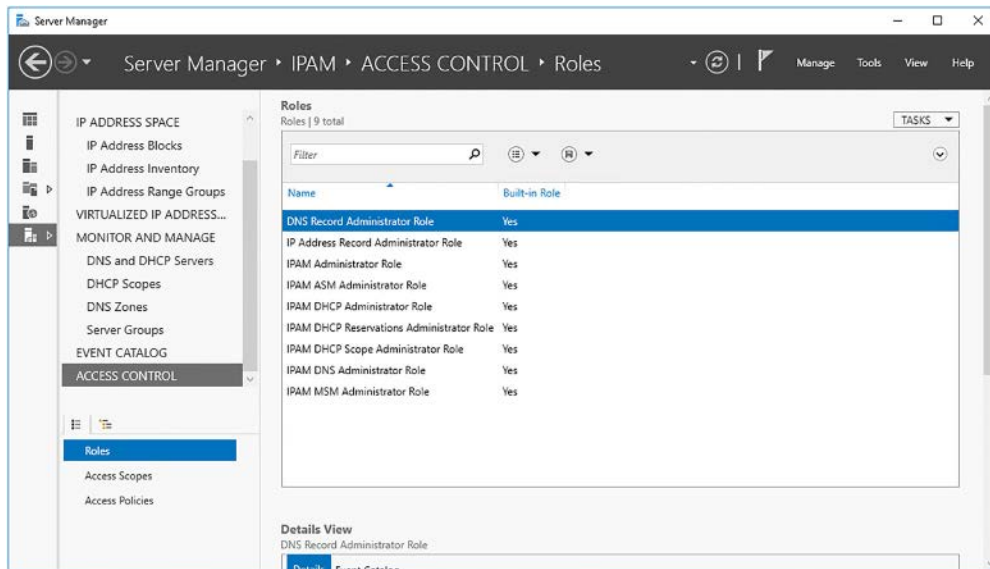 Server Manager
Server Manager ‣ IPAM ‣ ACCESS CONTROL ‣ Roles
Manage Tools View Help
IP ADDRESS SPACE
IP Address Blocks
IP Address Inventory
IP Address Range Groups
VIRTUALIZED IP ADDRESS...
MONITOR AND MANAGE
DNS and DHCP Servers
DHCP Scopes
DNS Zones
Server Groups
EVENT CATALOG
ACCESS CONTROL
Roles
Access Scopes
Access Policies
Roles
Roles | 9 total
TASKS
Filter
Name Built-in Role
DNS Record Administrator Role Yes
IP Address Record Administrator Role Yes
IPAM Administrator Role Yes
IPAM ASM Administrator Role Yes
IPAM DHCP Administrator Role Yes
IPAM DHCP Reservations Administrator Role Yes
IPAM DHCP Scope Administrator Role Yes
IPAM DNS Administrator Role Yes
IPAM MSM Administrator Role Yes
Details View
DNS Record Administrator Role
Details Event Catalog